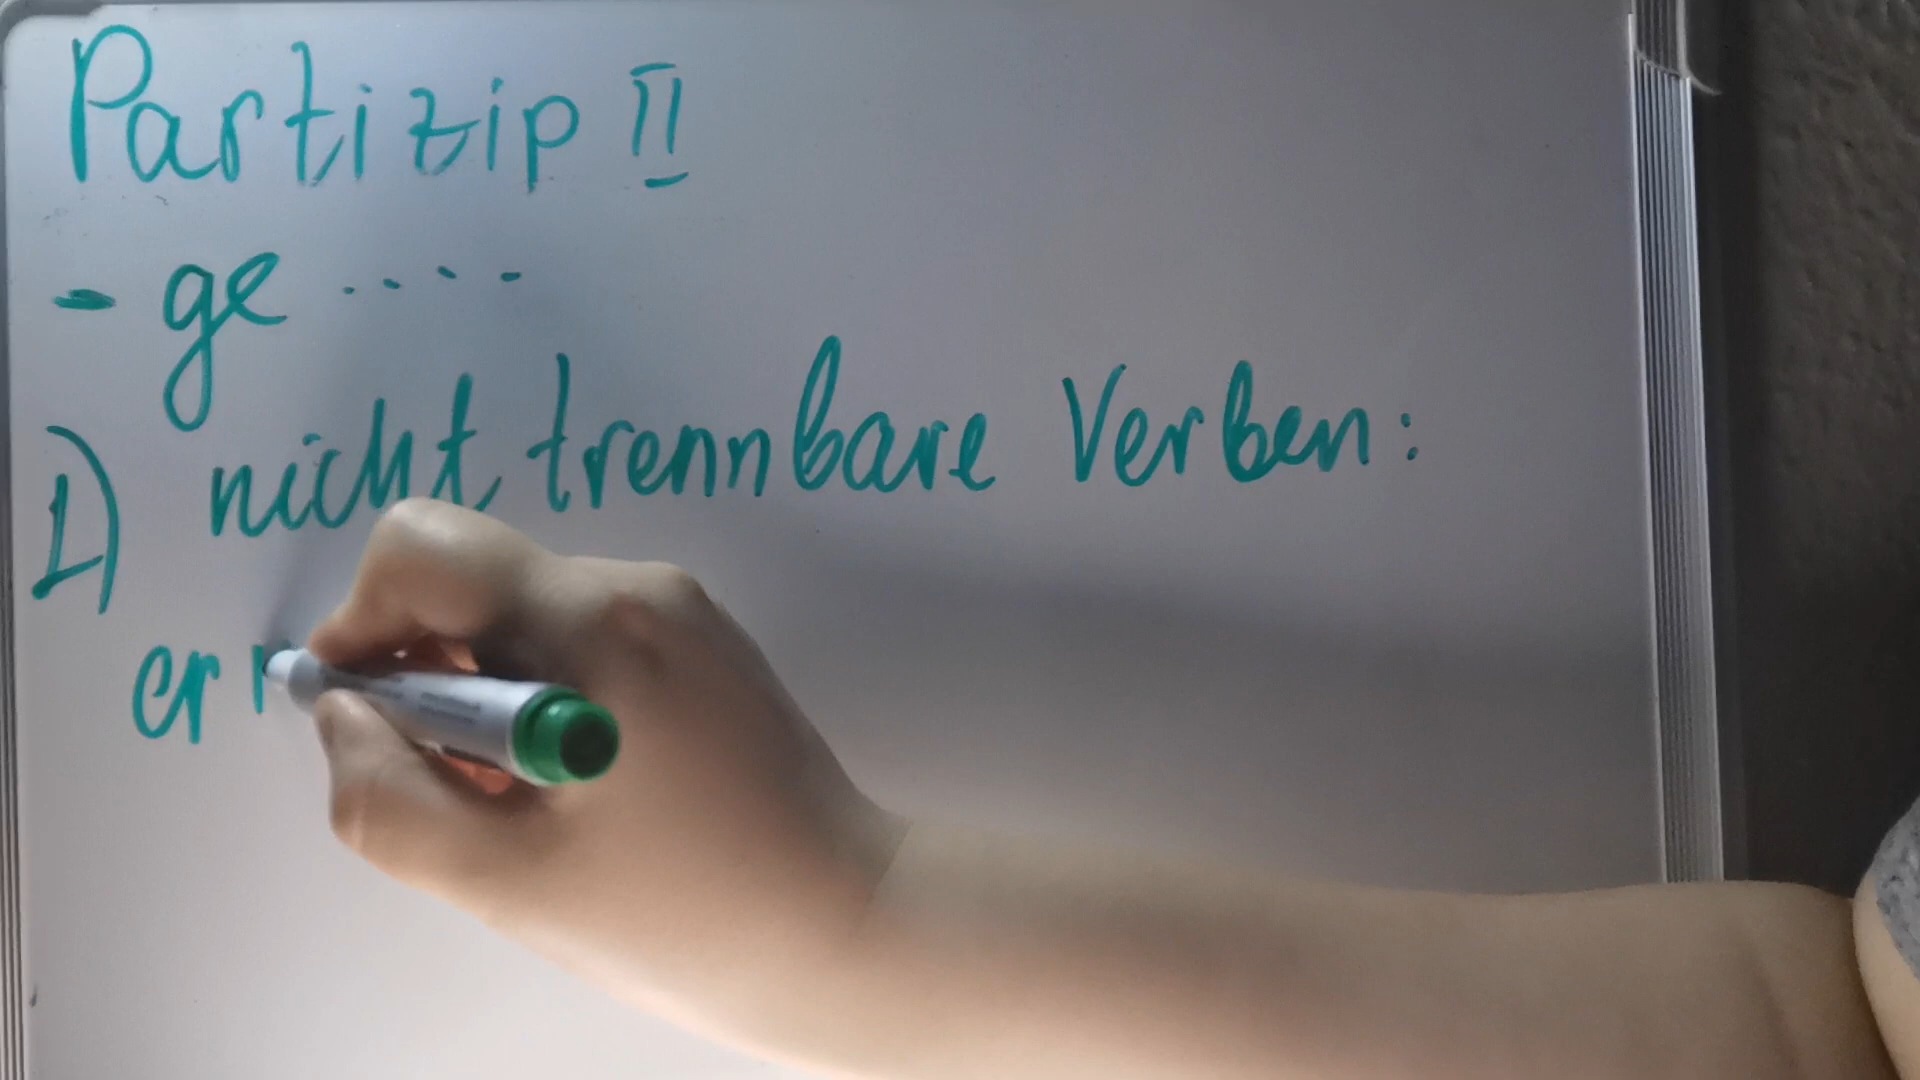 Partizip II
- ge ....-
1) nicht trennbare Verben:
er